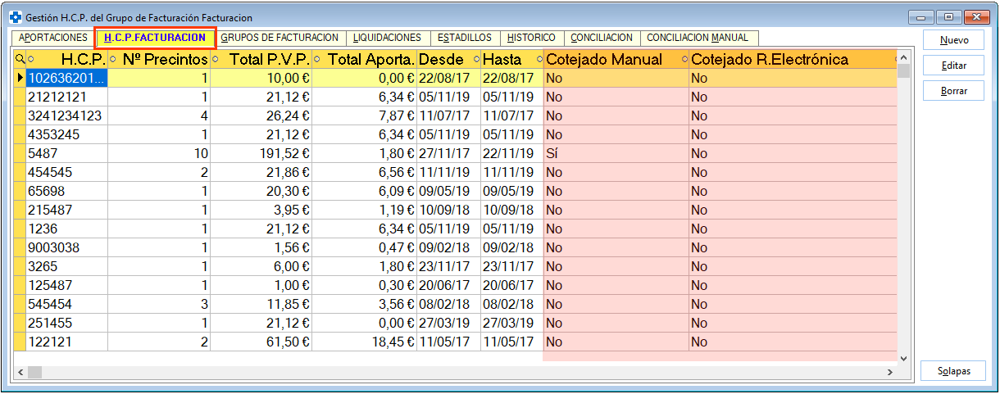 Gestión H.C.P. del Grupo de Facturación Facturacion
APORTACIONES H.C.P.FACTURACION GRUPOS DE FACTURACION LIQUIDACIONES ESTADILLOS HISTORICO CONCILIACION CONCILIACION MANUAL
Nuevo
Editar
Borrar
H.C.P. Nº Precintos Total P.V.P. Total Aporta. Desde Hasta Cotejado Manual Cotejado R.Electrónica
102636201... 1 10,00 € 0,00 € 22/08/17 22/08/17 No No
21212121 1 21,12 € 6,34 € 05/11/19 05/11/19 No No
3241234123 4 26,24 € 7,87 € 11/07/17 11/07/17 No No
4353245 1 21,12 € 6,34 € 05/11/19 05/11/19 No No
5487 10 191,52 € 1,80 € 27/11/17 22/11/19 Sí No
454545 2 21,86 € 6,56 € 11/11/19 11/11/19 No No
65698 1 20,30 € 6,09 € 09/05/19 09/05/19 No No
215487 1 3,95 € 1,19 € 10/09/18 10/09/18 No No
1236 1 21,12 € 6,34 € 05/11/19 05/11/19 No No
9003038 1 1,56 € 0,47 € 09/02/18 09/02/18 No No
3265 1 6,00 € 1,80 € 23/11/17 23/11/17 No No
125487 1 1,00 € 0,30 € 20/06/17 20/06/17 No No
545454 3 11,85 € 3,56 € 08/02/18 08/02/18 No No
251455 1 21,12 € 0,00 € 27/03/19 27/03/19 No No
122121 2 61,50 € 18,45 € 11/05/17 11/05/17 No No
Solapas